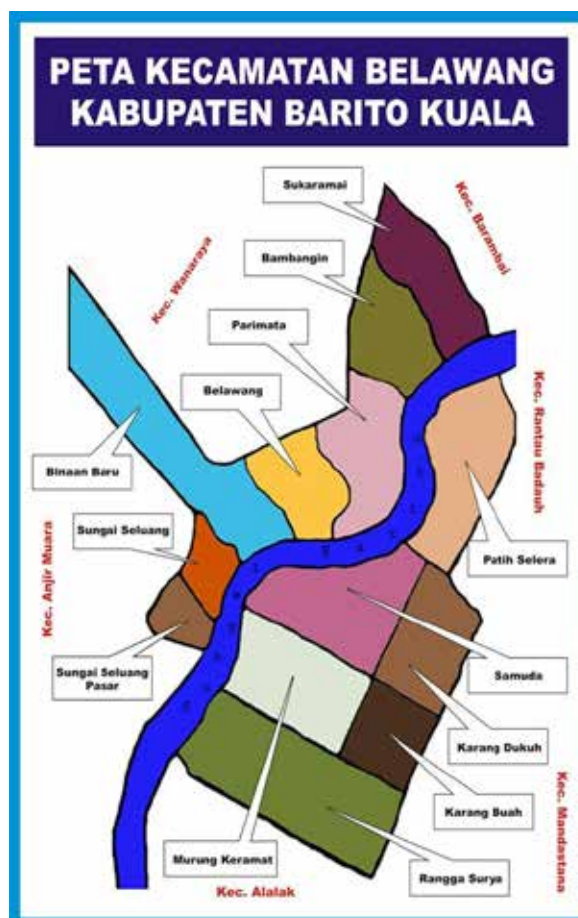 PETA KECAMATAN BELAWANG
KABUPATEN BARITO KUALA
Sukaramai
Kec. Barambai
Kec. Wanaraya
Bambangin
Parimata
Belawang
Kec. Rantau Badauh
Binaan Baru
Sungai Seluang
Kec. Anjir Muara
Patih Selera
Sungai Seluang
Pasar
Samuda
Karang Dukuh
Karang Buah
Kec. Mandastana
Murung Keramat
Rangga Surya
Kec. Alalak